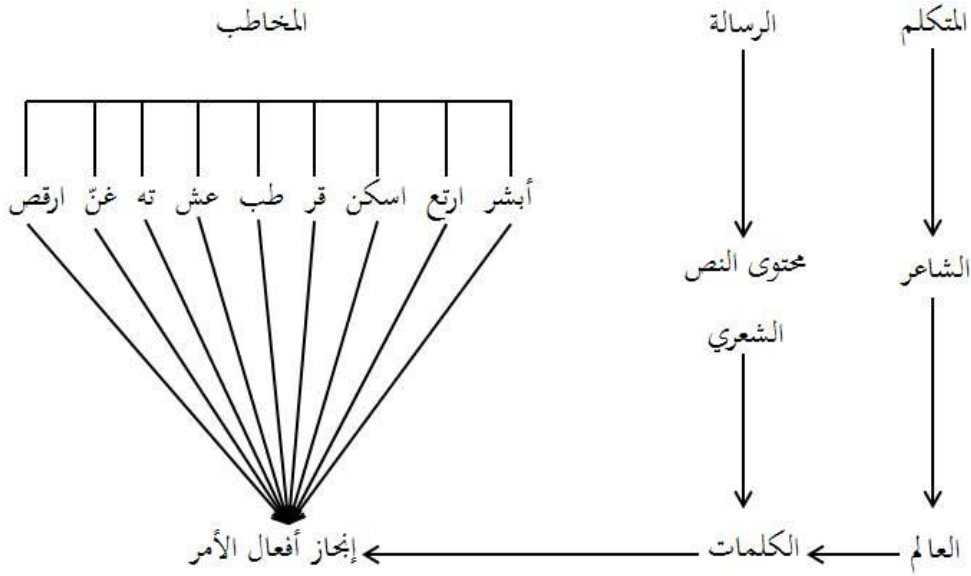 المتكلم الرسالة المخاطب
أبشر ارتع اسكن قر طب عش ته غنّ ارقص
الشاعر محتوى النص
الشعري
العالم الكلمات إنجاز أفعال الأمر